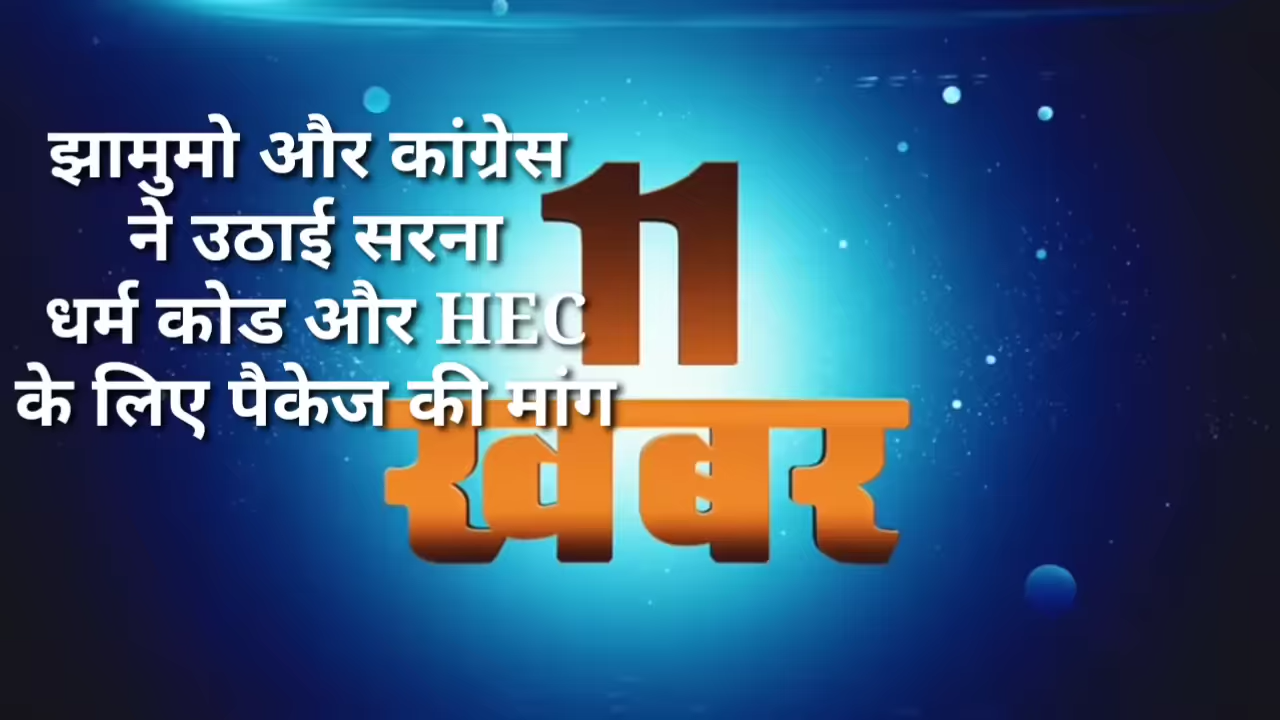 झामुमो और कांग्रेस
ने उठाई सरना
धर्म कोड और HEC
के लिए पैकेज की मांग
11
खबर